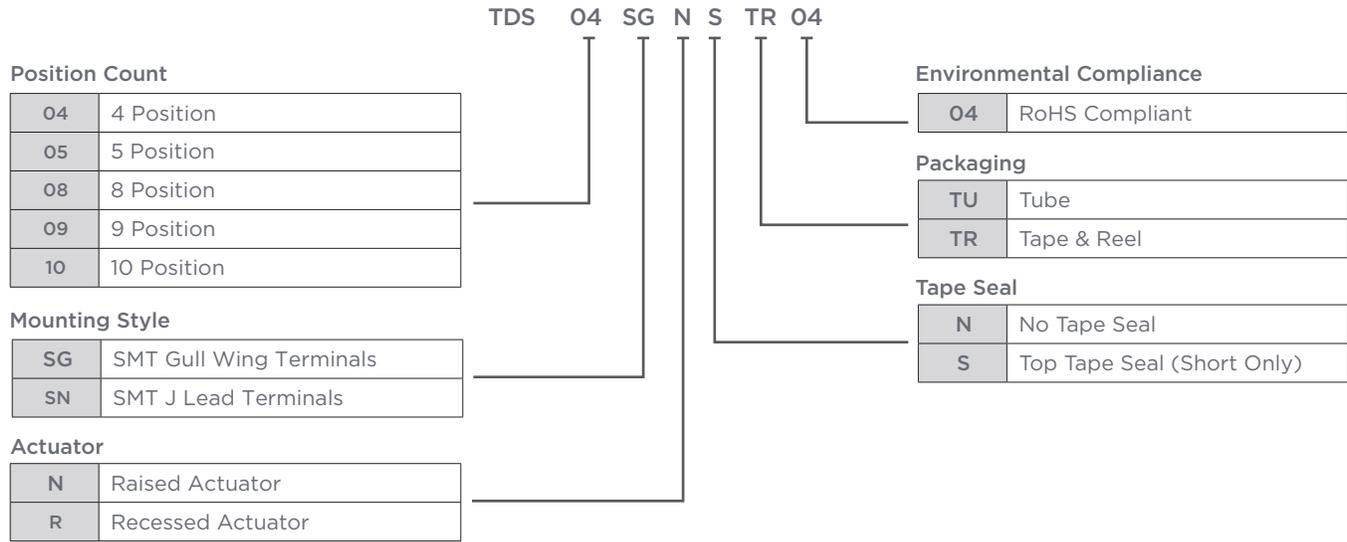 TDS 04 SG N S TR 04
Position Count
04 4 Position
05 5 Position
08 8 Position
09 9 Position
10 10 Position
Mounting Style
SG SMT Gull Wing Terminals
SN SMT J Lead Terminals
Actuator
N Raised Actuator
R Recessed Actuator
Environmental Compliance
04 RoHS Compliant
Packaging
TU Tube
TR Tape & Reel
Tape Seal
N No Tape Seal
S Top Tape Seal (Short Only)